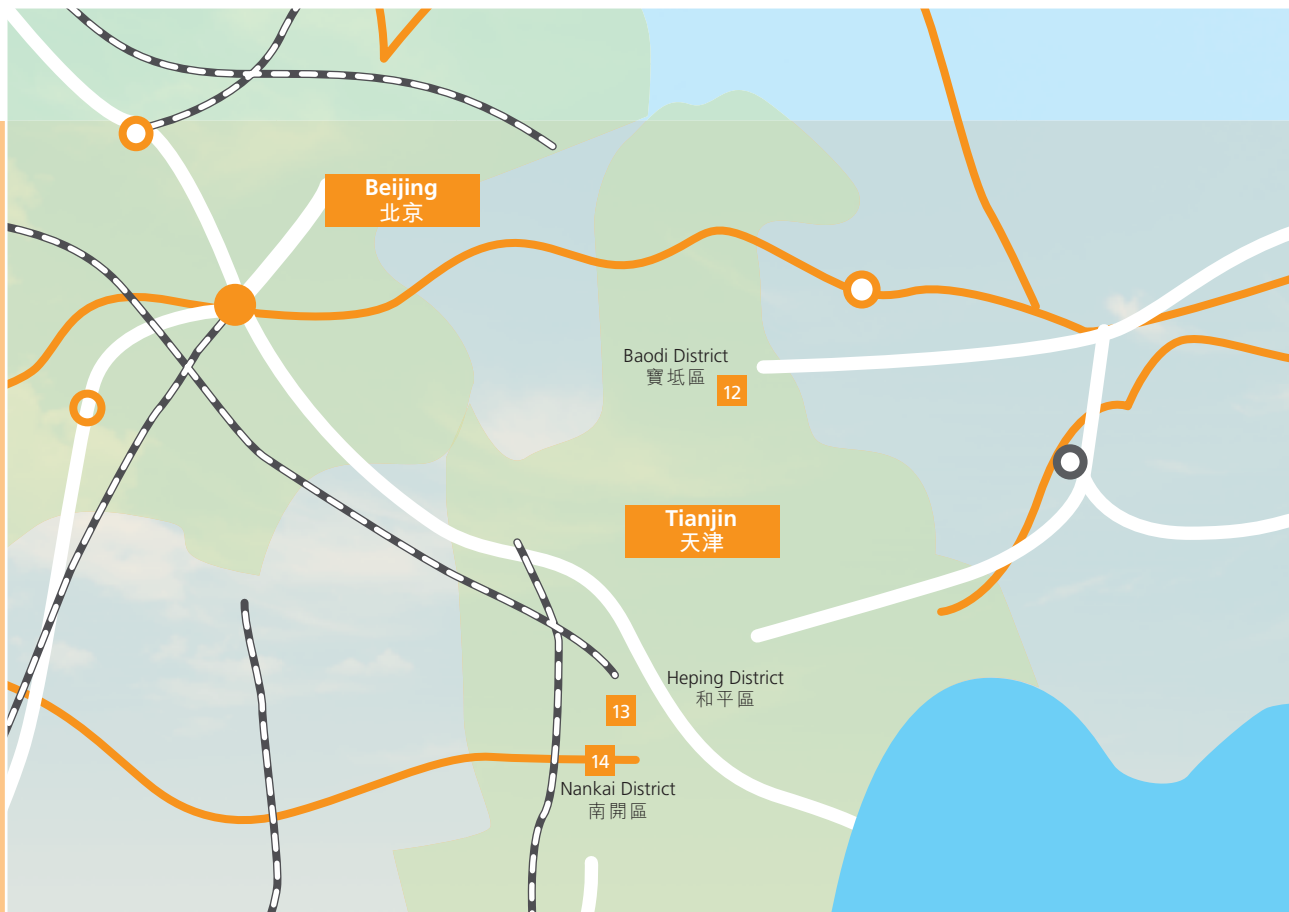 Beijing
北京
Baodi District
寶坻區
12
Tianjin
天津
Heping District
和平區
13
14
Nankai District
南開區